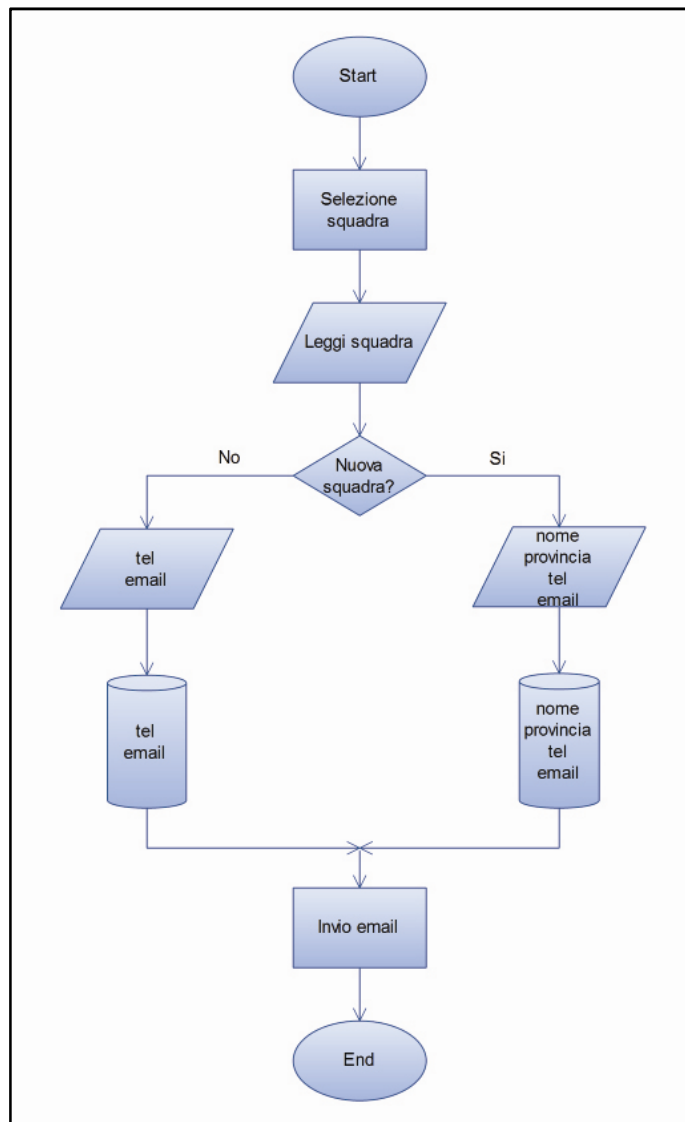 Start
Selezione
squadra
Leggi squadra
Nuova
squadra?
No
Si
tel
email
nome
provincia
tel
email
tel
email
nome
provincia
tel
email
Invio email
End